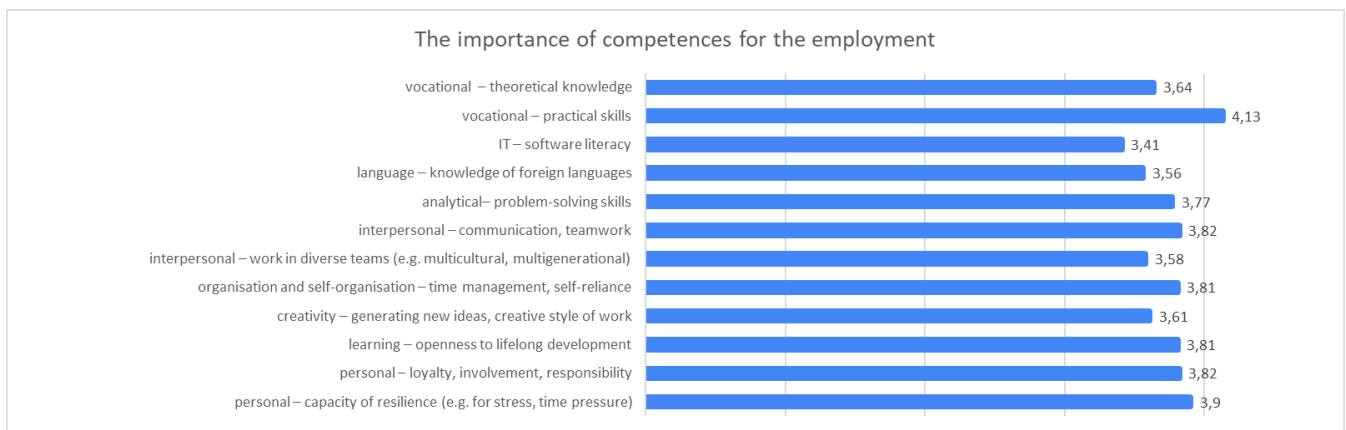 The importance of competences for the employment
vocational – theoretical knowledge 3,64
vocational – practical skills 4,13
IT – software literacy 3,41
language – knowledge of foreign languages 3,56
analytical– problem-solving skills 3,77
interpersonal – communication, teamwork 3,82
interpersonal – work in diverse teams (e.g. multicultural, multigenerational) 3,58
organisation and self-organisation – time management, self-reliance 3,81
creativity – generating new ideas, creative style of work 3,61
learning – openness to lifelong development 3,81
personal – loyalty, involvement, responsibility 3,82
personal – capacity of resilience (e.g. for stress, time pressure) 3,9